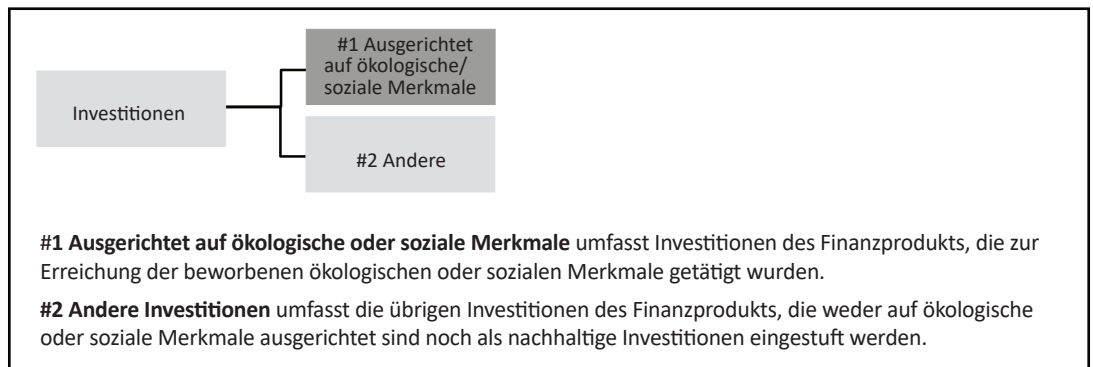 #1 Ausgerichtet
auf ökologische/
soziale Merkmale
Investitionen
#2 Andere
#1 Ausgerichtet auf ökologische oder soziale Merkmale umfasst Investitionen des Finanzprodukts, die zur
Erreichung der beworbenen ökologischen oder sozialen Merkmale getätigt wurden.
#2 Andere Investitionen umfasst die übrigen Investitionen des Finanzprodukts, die weder auf ökologische
oder soziale Merkmale ausgerichtet sind noch als nachhaltige Investitionen eingestuft werden.